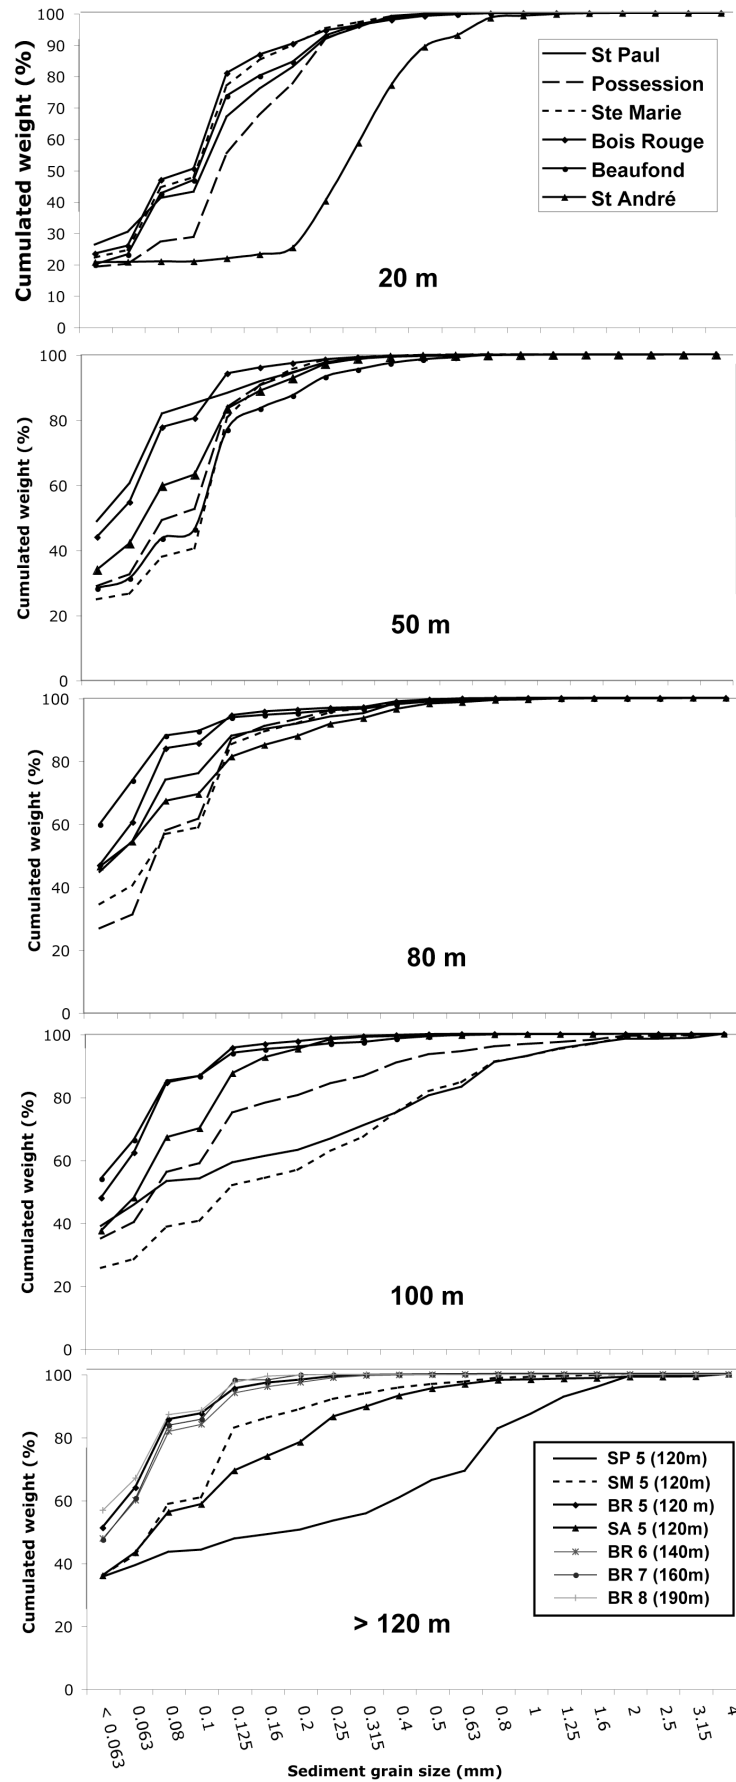 Cumulated weight (%)
100
90
80
70
60
50
40
30
20
10
0
St Paul
Possession
Ste Marie
Bois Rouge
Beaufond
St André
20 m
Cumulated weight (%)
100
80
60
40
20
0
50 m
Cumulated weight (%)
100
80
60
40
20
0
80 m
Cumulated weight (%)
100
80
60
40
20
0
100 m
Cumulated weight (%)
100
80
60
40
20
0
SP 5 (120m)
SM 5 (120m)
BR 5 (120 m)
SA 5 (120m)
BR 6 (140m)
BR 7 (160m)
BR 8 (190m)
> 120 m
< 0.063
0.063
0.08
0.1
0.125
0.16
0.2
0.25
0.315
0.4
0.5
0.63
0.8
1
1.25
1.6
2
2.5
3.15
4
Sediment grain size (mm)